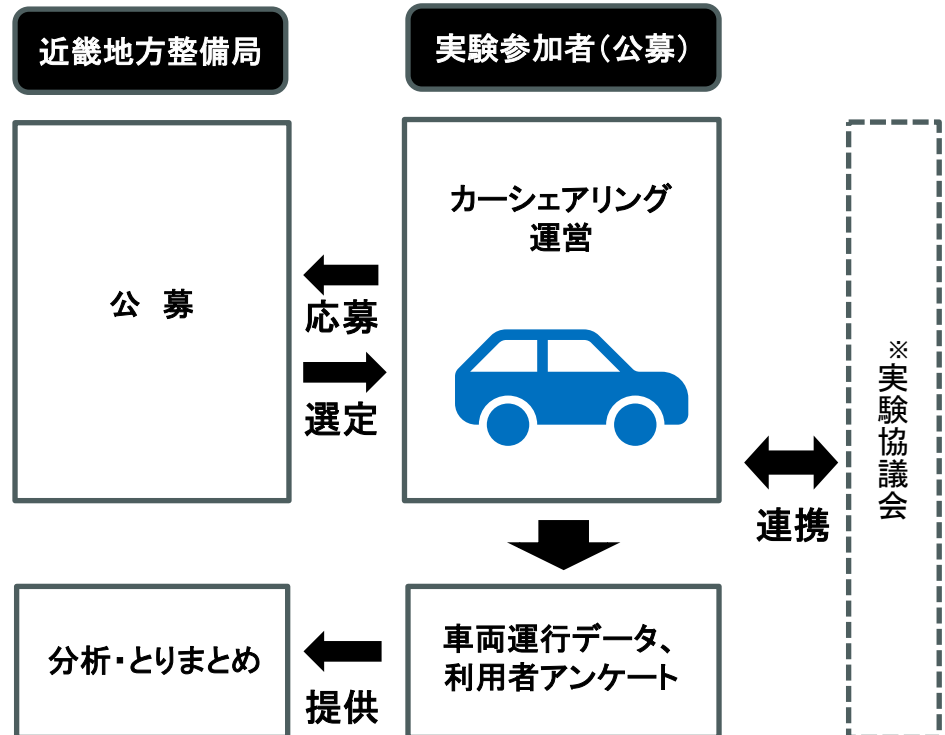 近畿地方整備局
実験参加者（公募）
公　募
応募
選定
カーシェアリング
運営
連携
※実験協議会
分析・とりまとめ
提供
車両運行データ、
利用者アンケート